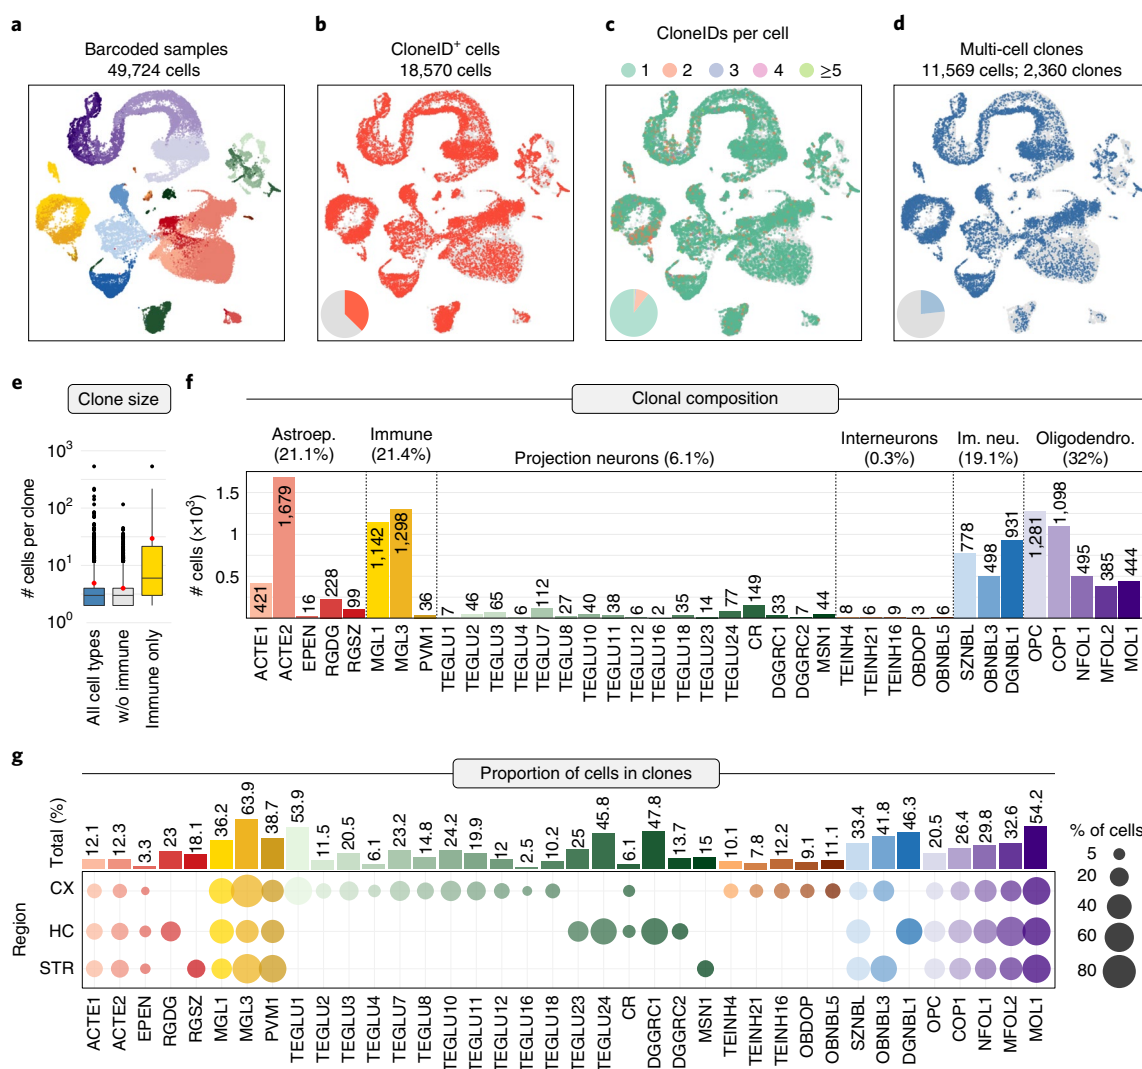 a
Barcoded samples
49,724 cells
b
CloneID+ cells
18,570 cells
c
CloneIDs per cell
1 2 3 4 ≥5
d
Multi-cell clones
11,569 cells; 2,360 clones
e
Clone size
# cells per clone
10³
10²
10¹
10⁰
All cell types
w/o immune
Immune only
f
Clonal composition
Astroep. (21.1%)
Immune (21.4%)
Projection neurons (6.1%)
Interneurons (0.3%)
Im. neu. (19.1%)
Oligodendro. (32%)
# cells (×10³)
1.5
1
0.5
421 1,679 16 228 99 1,142 1,298 36 7 46 65 6 112 27 40 38 6 2 35 14 77 149 33 7 44 8 6 9 3 6 778 498 931 1,281 1,098 495 385 444
ACTE1 ACTE2 EPEN RGDG RGSZ MGL1 MGL3 PVM1 TEGLU1 TEGLU2 TEGLU3 TEGLU4 TEGLU7 TEGLU8 TEGLU10 TEGLU11 TEGLU12 TEGLU16 TEGLU18 TEGLU23 TEGLU24 CR DGGRC1 DGGRC2 MSN1 TEINH4 TEINH21 TEINH16 OBDOP OBNBL5 SZNBL OBNBL3 DGNBL1 OPC COP1 NFOL1 MFOL2 MOL1
g
Proportion of cells in clones
Total (%)
12.1 12.3 3.3 23 18.1 36.2 63.9 38.7 53.9 11.5 20.5 6.1 23.2 14.8 24.2 19.9 12 2.5 10.2 25 45.8 6.1 47.8 13.7 15 10.1 7.8 12.2 9.1 11.1 33.4 41.8 46.3 20.5 26.4 29.8 32.6 54.2
Region
CX
HC
STR
% of cells
5
20
40
60
80
ACTE1 ACTE2 EPEN RGDG RGSZ MGL1 MGL3 PVM1 TEGLU1 TEGLU2 TEGLU3 TEGLU4 TEGLU7 TEGLU8 TEGLU10 TEGLU11 TEGLU12 TEGLU16 TEGLU18 TEGLU23 TEGLU24 CR DGGRC1 DGGRC2 MSN1 TEINH4 TEINH21 TEINH16 OBDOP OBNBL5 SZNBL OBNBL3 DGNBL1 OPC COP1 NFOL1 MFOL2 MOL1